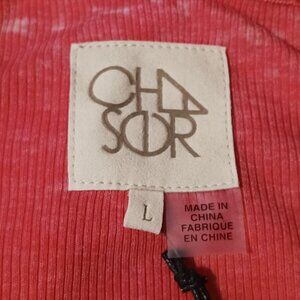 CHASER
L
MADE IN
CHINA
FABRIQUE
EN CHINE